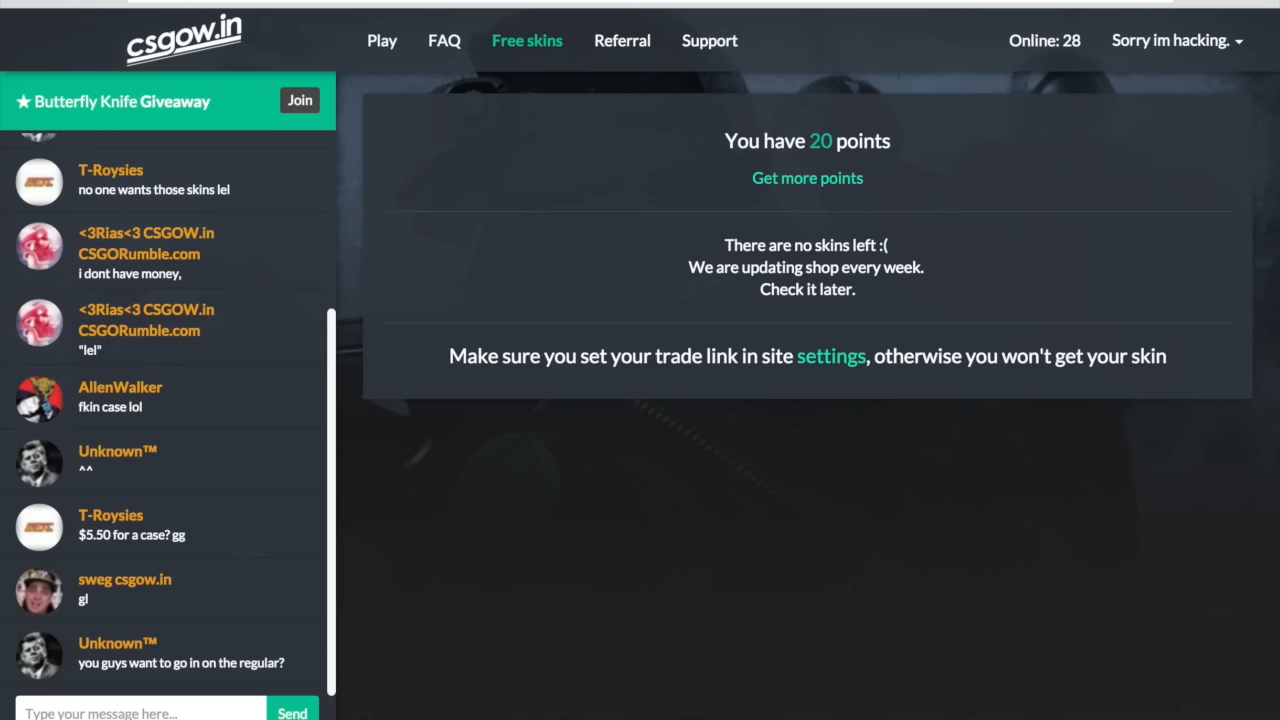 csgow.in
Play FAQ Free skins Referral Support Online: 28 Sorry im hacking.
★ Butterfly Knife Giveaway Join
T-Roysies
no one wants those skins lel
<3Rias<3 CSGOW.in
CSGORumble.com
i dont have money,
<3Rias<3 CSGOW.in
CSGORumble.com
"lel"
AllenWalker
fkin case lol
Unknown™
^^
T-Roysies
$5.50 for a case? gg
sweg csgow.in
gl
Unknown™
you guys want to go in on the regular?
Type your message here... Send
You have 20 points
Get more points
There are no skins left :(
We are updating shop every week.
Check it later.
Make sure you set your trade link in site settings, otherwise you won't get your skin